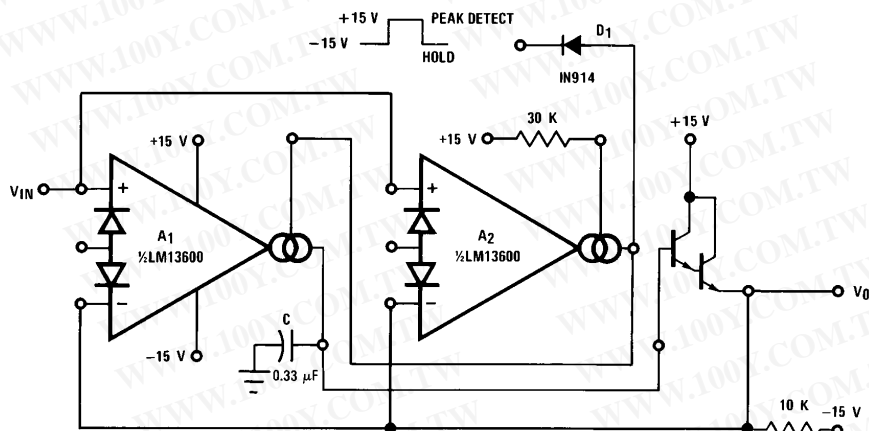 +15 V
PEAK DETECT
−15 V
HOLD
D1
IN914
30 K
+15 V
+15 V
+15 V
VIN
+
A1
½LM13600
−
−15 V
+
A2
½LM13600
−
C
0.33 µF
VO
10 K
−15 V
WWW.100Y.COM.TW